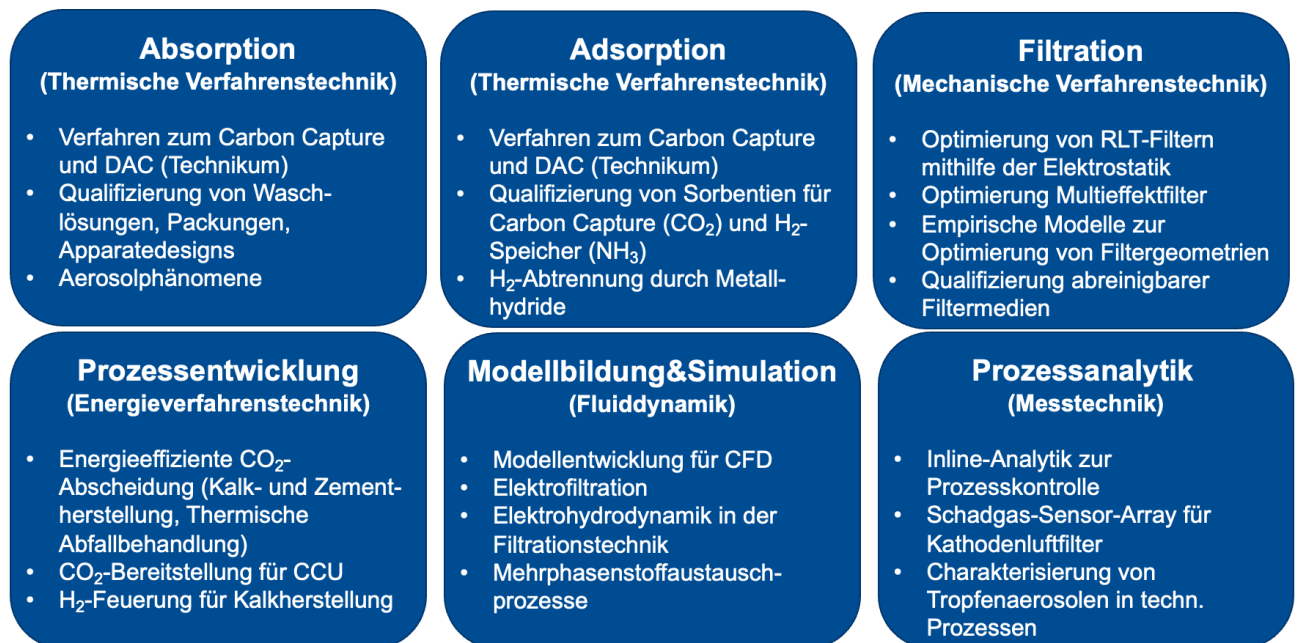 Absorption
(Thermische Verfahrenstechnik)
• Verfahren zum Carbon Capture
und DAC (Technikum)
• Qualifizierung von Wasch-
lösungen, Packungen,
Apparatedesigns
• Aerosolphänomene
Adsorption
(Thermische Verfahrenstechnik)
• Verfahren zum Carbon Capture
und DAC (Technikum)
• Qualifizierung von Sorbentien für
Carbon Capture (CO₂) und H₂-
Speicher (NH₃)
• H₂-Abtrennung durch Metall-
hydride
Filtration
(Mechanische Verfahrenstechnik)
• Optimierung von RLT-Filtern
mithilfe der Elektrostatik
• Optimierung Multieffektfilter
• Empirische Modelle zur
Optimierung von Filtergeometrien
• Qualifizierung abreinigbarer
Filtermedien
Prozessentwicklung
(Energieverfahrenstechnik)
• Energieeffiziente CO₂-
Abscheidung (Kalk- und Zement-
herstellung, Thermische
Abfallbehandlung)
• CO₂-Bereitstellung für CCU
• H₂-Feuerung für Kalkherstellung
Modellbildung&Simulation
(Fluiddynamik)
• Modellentwicklung für CFD
• Elektrofiltration
• Elektrohydrodynamik in der
Filtrationstechnik
• Mehrphasenstoffaustausch-
prozesse
Prozessanalytik
(Messtechnik)
• Inline-Analytik zur
Prozesskontrolle
• Schadgas-Sensor-Array für
Kathodenluftfilter
• Charakterisierung von
Tropfenaerosolen in techn.
Prozessen